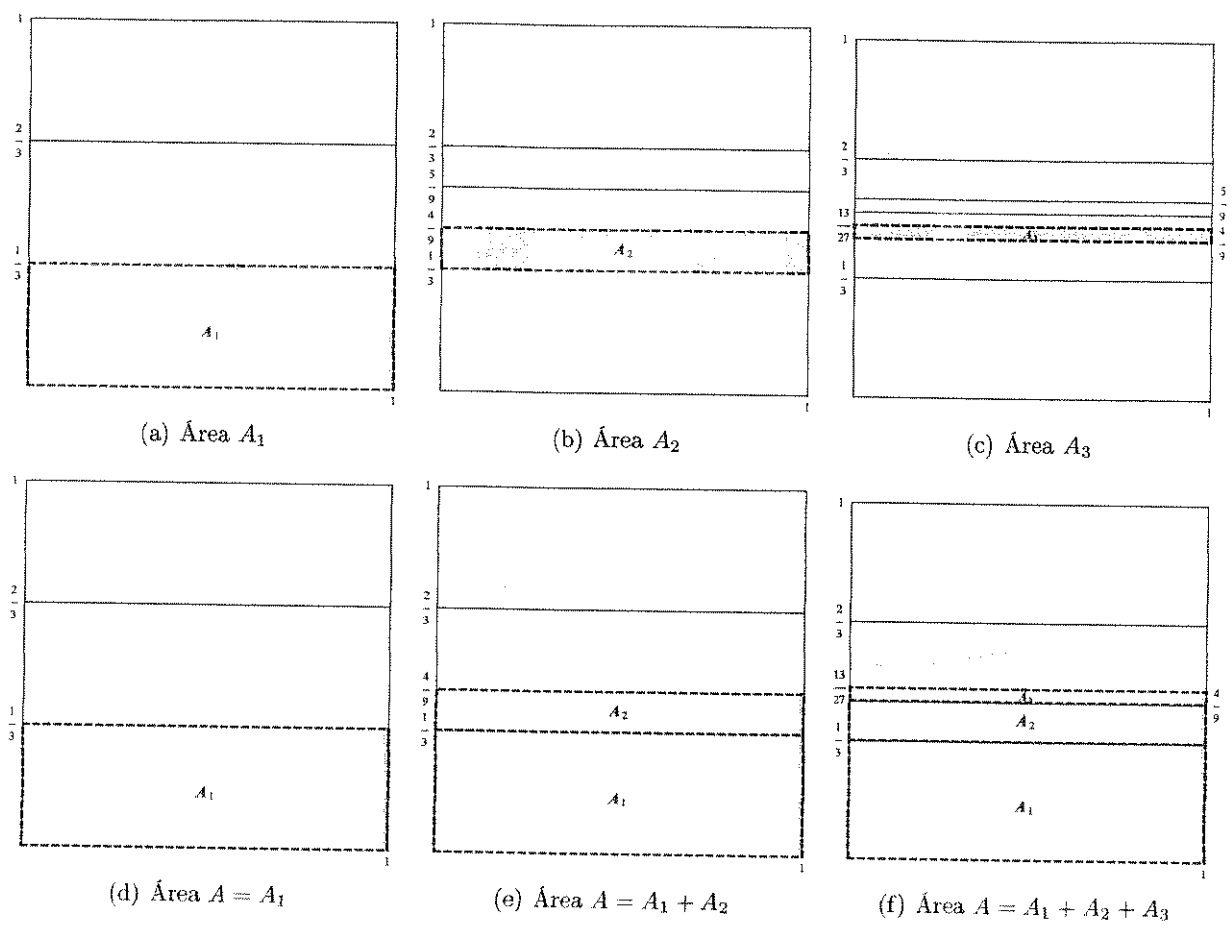 1
2/3
1/3
A₁
1
(a) Área A₁
1
2/3
5/9
4/9
1/3
A₂
1
(b) Área A₂
1
2/3
5/9
13/27
4/9
A₃
1/3
1
(c) Área A₃
1
2/3
1/3
A₁
1
(d) Área A = A₁
1
2/3
4/9
A₂
1/3
A₁
1
(e) Área A = A₁ + A₂
1
2/3
13/27
A₃
4/9
A₂
1/3
A₁
1
(f) Área A = A₁ + A₂ + A₃